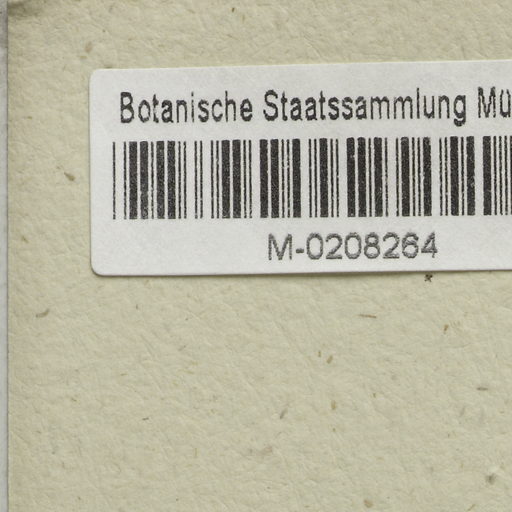 Botanische Staatssammlung Mü
M-0208264